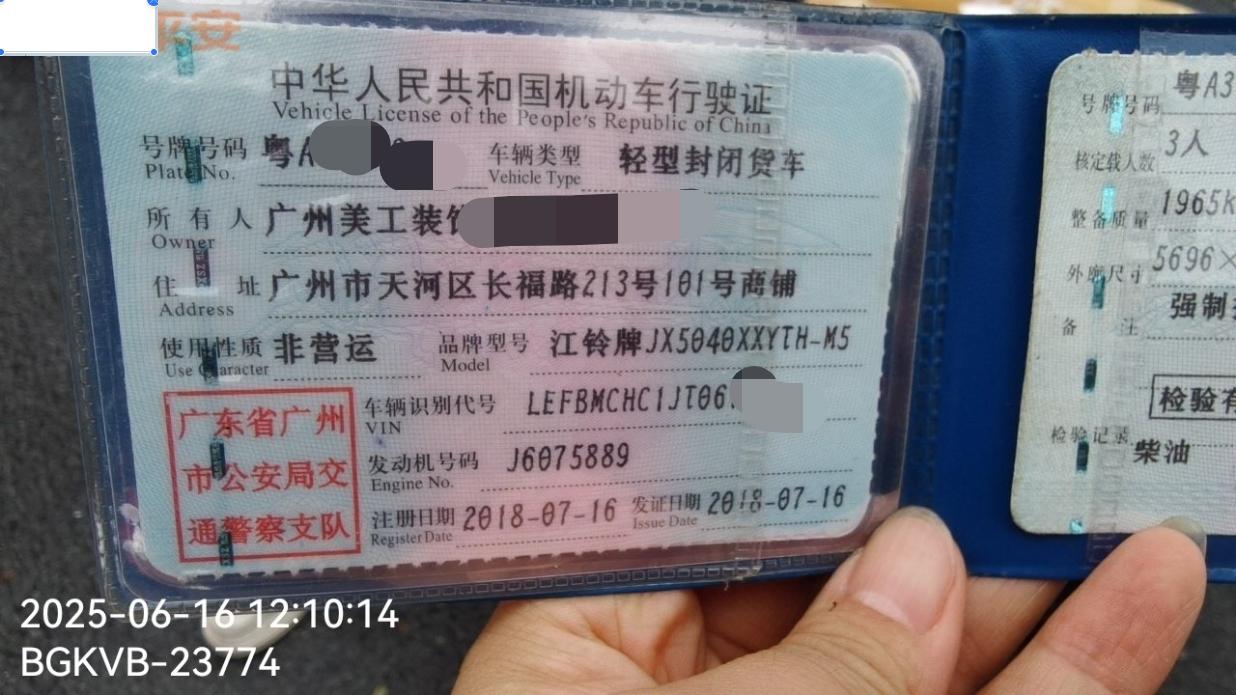 平安
中华人民共和国机动车行驶证
Vehicle License of the People's Republic of China
号牌号码 粤A 车辆类型 轻型封闭货车
Plate No. Vehicle Type
所有人 广州美工装
Owner
住址 广州市天河区长福路213号101号商铺
Address
使用性质 非营运 品牌型号 江铃牌JX5040XXYTH-M5
Use Character Model
车辆识别代号 LEFBMCHC1JT06
VIN
发动机号码 J6075889
Engine No.
注册日期 2018-07-16 发证日期 2018-07-16
Register Date Issue Date
广东省广州
市公安局交
通警察支队
号牌号码 粤A3
核定载人数 3人
整备质量 1965k
外廓尺寸 5696×
备注 强制
检验有
检验记录 柴油
2025-06-16 12:10:14
BGKVB-23774